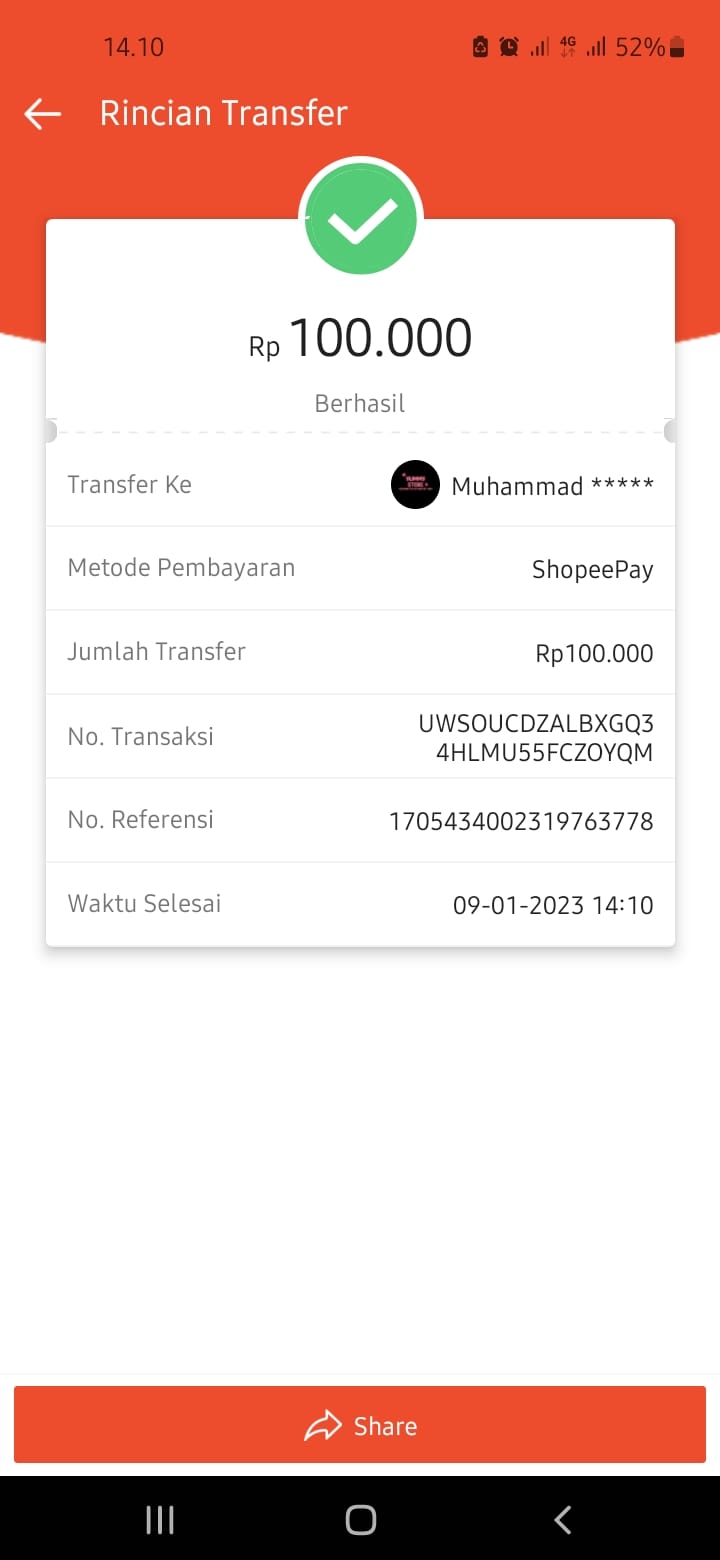 14.10
4G
52%
Rincian Transfer
Rp 100.000
Berhasil
Transfer Ke
Muhammad *****
Metode Pembayaran
ShopeePay
Jumlah Transfer
Rp100.000
No. Transaksi
UWSOUCDZALBXGQ3
4HLMU55FCZOYQM
No. Referensi
1705434002319763778
Waktu Selesai
09-01-2023 14:10
Share